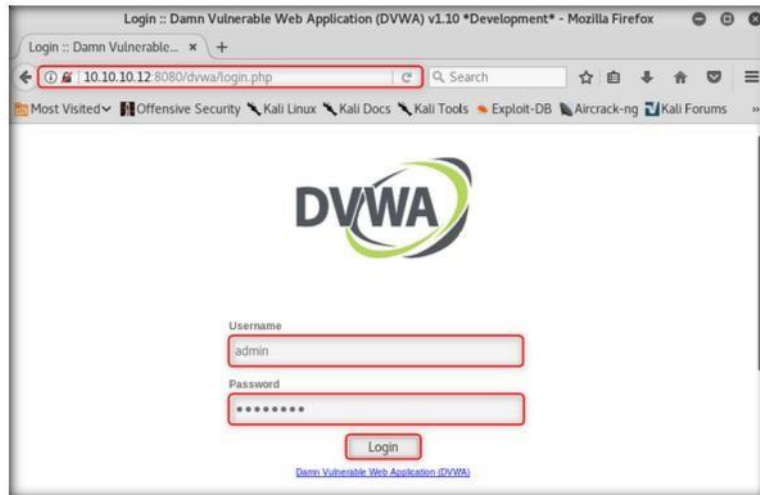 Login :: Damn Vulnerable Web Application (DVWA) v1.10 *Development* - Mozilla Firefox
Login :: Damn Vulnerable...
10.10.10.12:8080/dvwa/login.php
Search
Most Visited Offensive Security Kali Linux Kali Docs Kali Tools Exploit-DB Aircrack-ng Kali Forums »
DVWA
Username
admin
Password
••••••••
Login
Damn Vulnerable Web Application (DVWA)